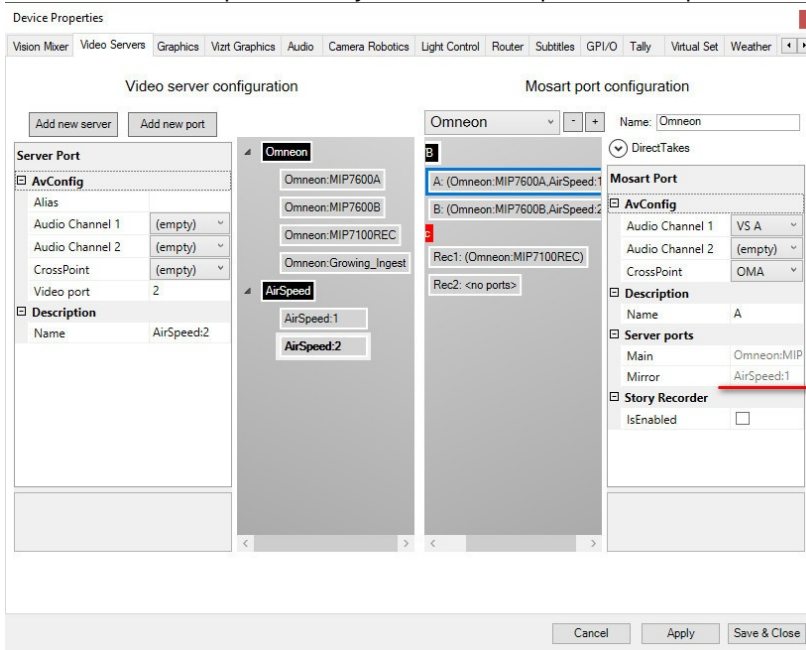 Device Properties
Vision Mixer Video Servers Graphics Vizrt Graphics Audio Camera Robotics Light Control Router Subtitles GPI/O Tally Virtual Set Weather
Video server configuration
Mosart port configuration
Add new server Add new port
Omneon - + Name: Omneon
DirectTakes
Server Port
AvConfig
Alias
Audio Channel 1 (empty)
Audio Channel 2 (empty)
CrossPoint (empty)
Video port 2
Description
Name AirSpeed:2
Omneon
Omneon:MIP7600A
Omneon:MIP7600B
Omneon:MIP7100REC
Omneon:Growing_Ingest
AirSpeed
AirSpeed:1
AirSpeed:2
B
A: (Omneon:MIP7600A,AirSpeed:1
B: (Omneon:MIP7600B,AirSpeed:2
Rec1: (Omneon:MIP7100REC)
Rec2: <no ports>
Mosart Port
AvConfig
Audio Channel 1 VS A
Audio Channel 2 (empty)
CrossPoint OMA
Description
Name A
Server ports
Main Omneon:MIP
Mirror AirSpeed:1
Story Recorder
IsEnabled
Cancel Apply Save & Close